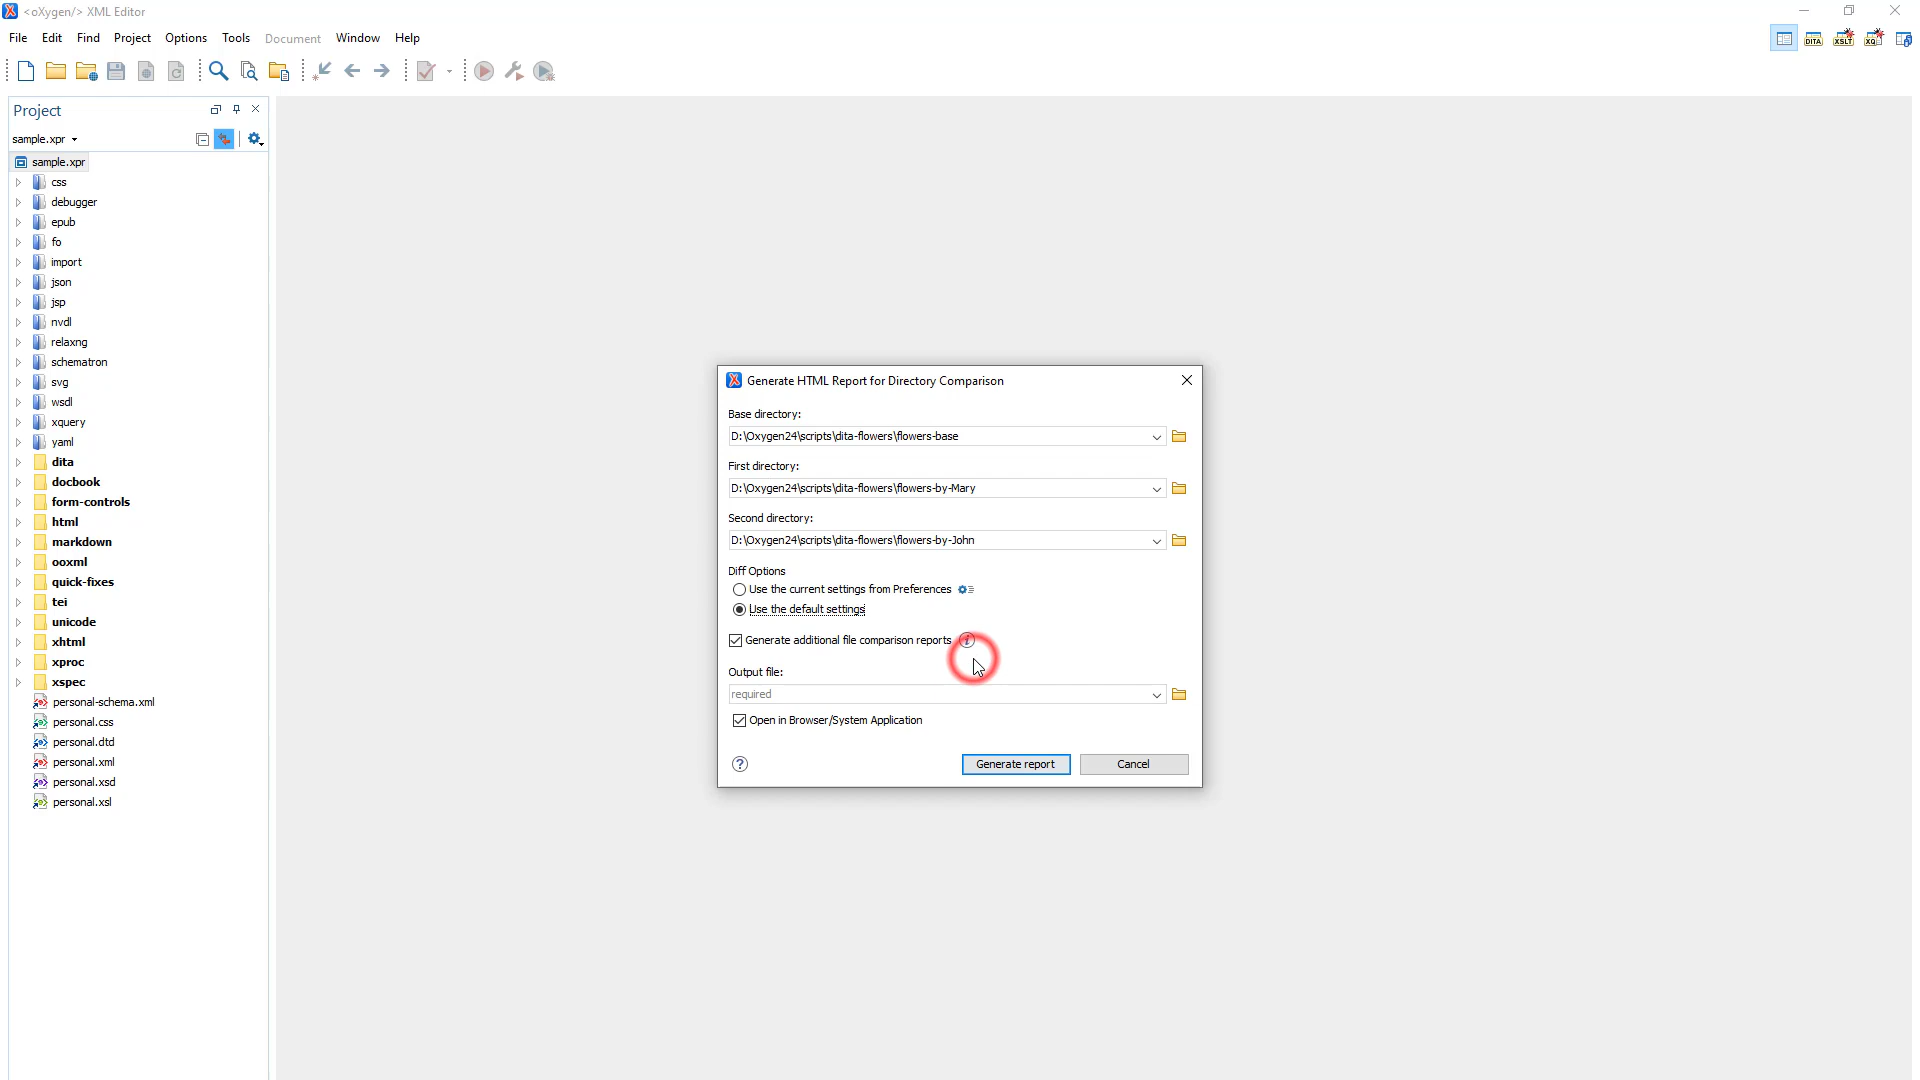 <oXygen/> XML Editor
File Edit Find Project Options Tools Document Window Help
DITA XSLT XQ
Project
sample.xpr
sample.xpr
css
debugger
epub
fo
import
json
jsp
nvdl
relaxng
schematron
svg
wsdl
xquery
yaml
dita
docbook
form-controls
html
markdown
ooxml
quick-fixes
tei
unicode
xhtml
xproc
xspec
personal-schema.xml
personal.css
personal.dtd
personal.xml
personal.xsd
personal.xsl
Generate HTML Report for Directory Comparison
Base directory:
D:\Oxygen24\scripts\dita-flowers\flowers-base
First directory:
D:\Oxygen24\scripts\dita-flowers\flowers-by-Mary
Second directory:
D:\Oxygen24\scripts\dita-flowers\flowers-by-John
Diff Options
Use the current settings from Preferences
Use the default settings
Generate additional file comparison reports
Output file:
required
Open in Browser/System Application
? Generate report Cancel